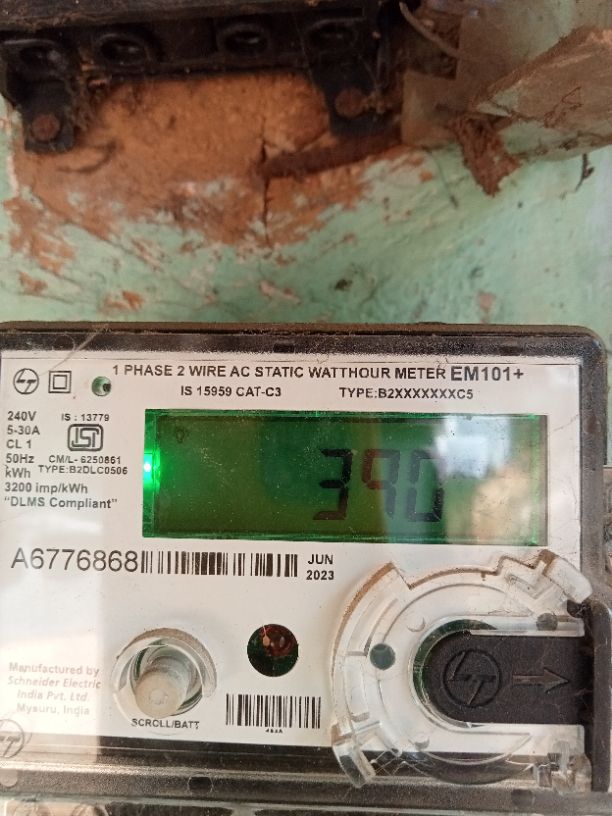 1 PHASE 2 WIRE AC STATIC WATTHOUR METER EM101+
IS 15959 CAT-C3 TYPE:B2XXXXXXXC5
240V IS : 13779
5-30A
CL 1
50Hz CM/L- 6250861
kWh TYPE:B2DLC0506
3200 imp/kWh
"DLMS Compliant"
390
A6776868
JUN
2023
Manufactured by
Schneider Electric
India Pvt. Ltd.
Mysuru, India
SCROLL/BATT